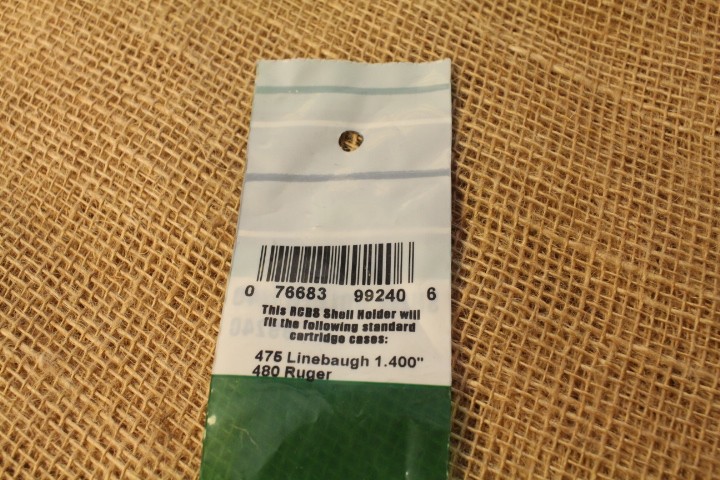 0 76683 99240 6
This RCBS Shell Holder will
fit the following standard
cartridge cases:
475 Linebaugh 1.400"
480 Ruger